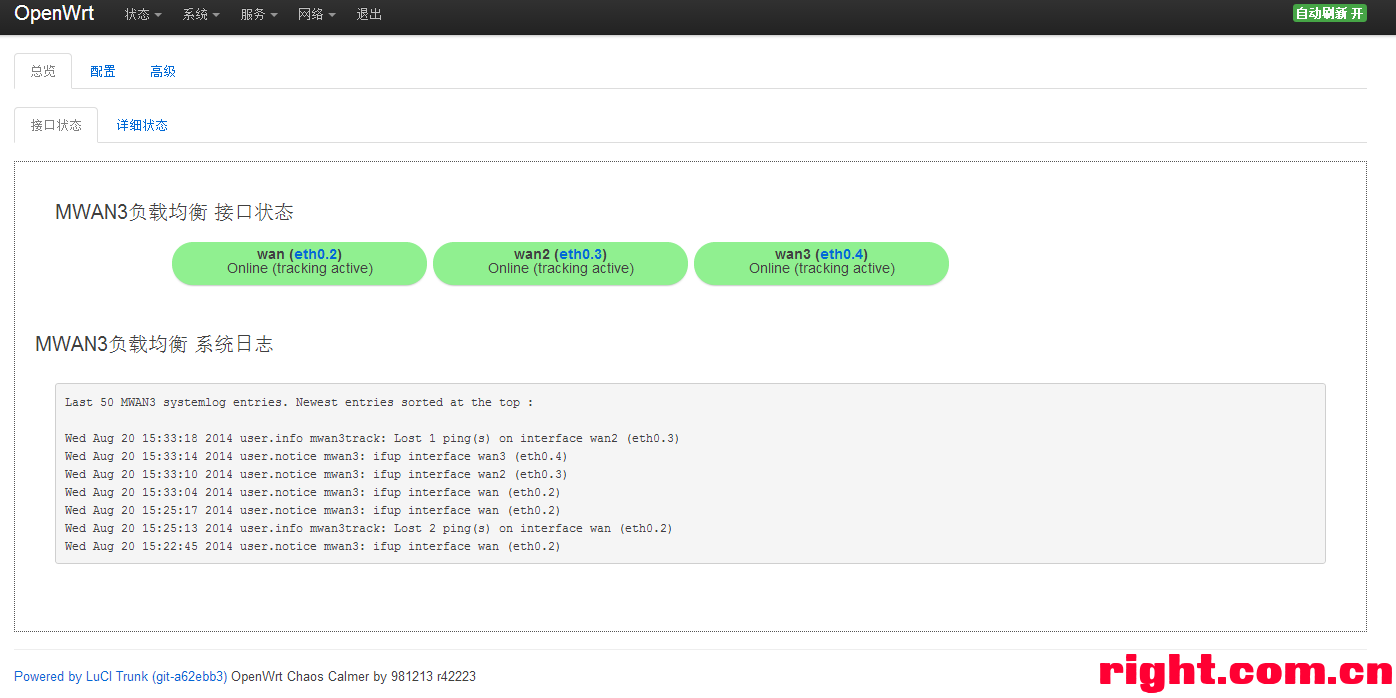 OpenWrt 状态 系统 服务 网络 退出 自动刷新 开
总览 配置 高级
接口状态 详细状态
MWAN3负载均衡 接口状态
wan (eth0.2) wan2 (eth0.3) wan3 (eth0.4)
Online (tracking active) Online (tracking active) Online (tracking active)
MWAN3负载均衡 系统日志
Last 50 MWAN3 systemlog entries. Newest entries sorted at the top :
Wed Aug 20 15:33:18 2014 user.info mwan3track: Lost 1 ping(s) on interface wan2 (eth0.3)
Wed Aug 20 15:33:14 2014 user.notice mwan3: ifup interface wan3 (eth0.4)
Wed Aug 20 15:33:10 2014 user.notice mwan3: ifup interface wan2 (eth0.3)
Wed Aug 20 15:33:04 2014 user.notice mwan3: ifup interface wan (eth0.2)
Wed Aug 20 15:25:17 2014 user.notice mwan3: ifup interface wan (eth0.2)
Wed Aug 20 15:25:13 2014 user.info mwan3track: Lost 2 ping(s) on interface wan (eth0.2)
Wed Aug 20 15:22:45 2014 user.notice mwan3: ifup interface wan (eth0.2)
Powered by LuCI Trunk (git-a62ebb3) OpenWrt Chaos Calmer by 981213 r42223
right.com.cn